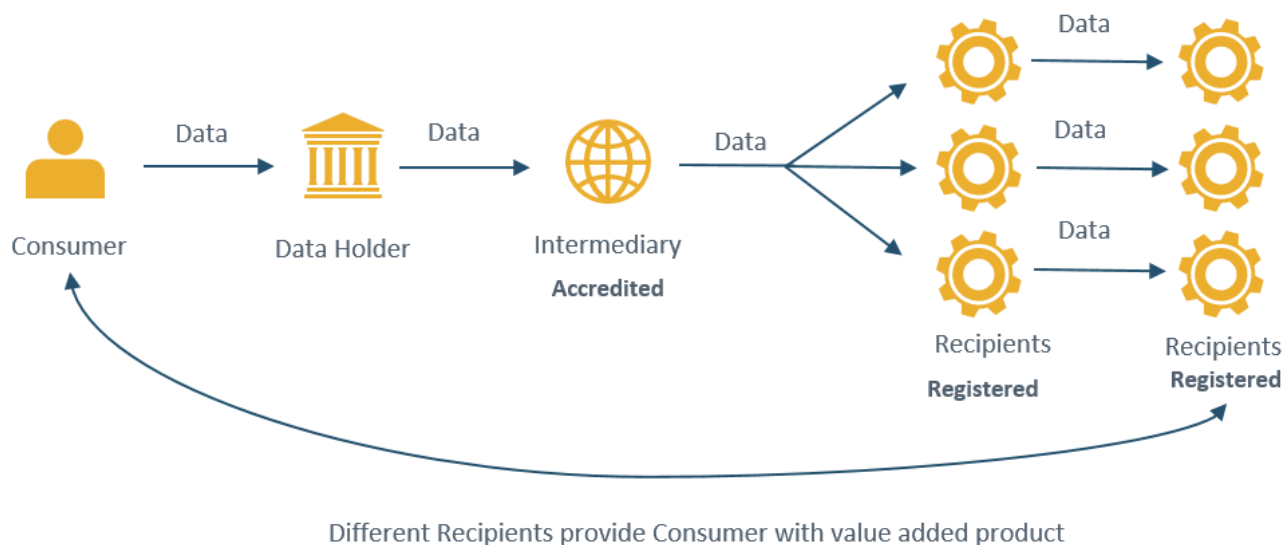 Data
Data
Data
Data
Data
Data
Consumer
Data Holder
Intermediary
Accredited
Recipients
Registered
Recipients
Registered
Different Recipients provide Consumer with value added product